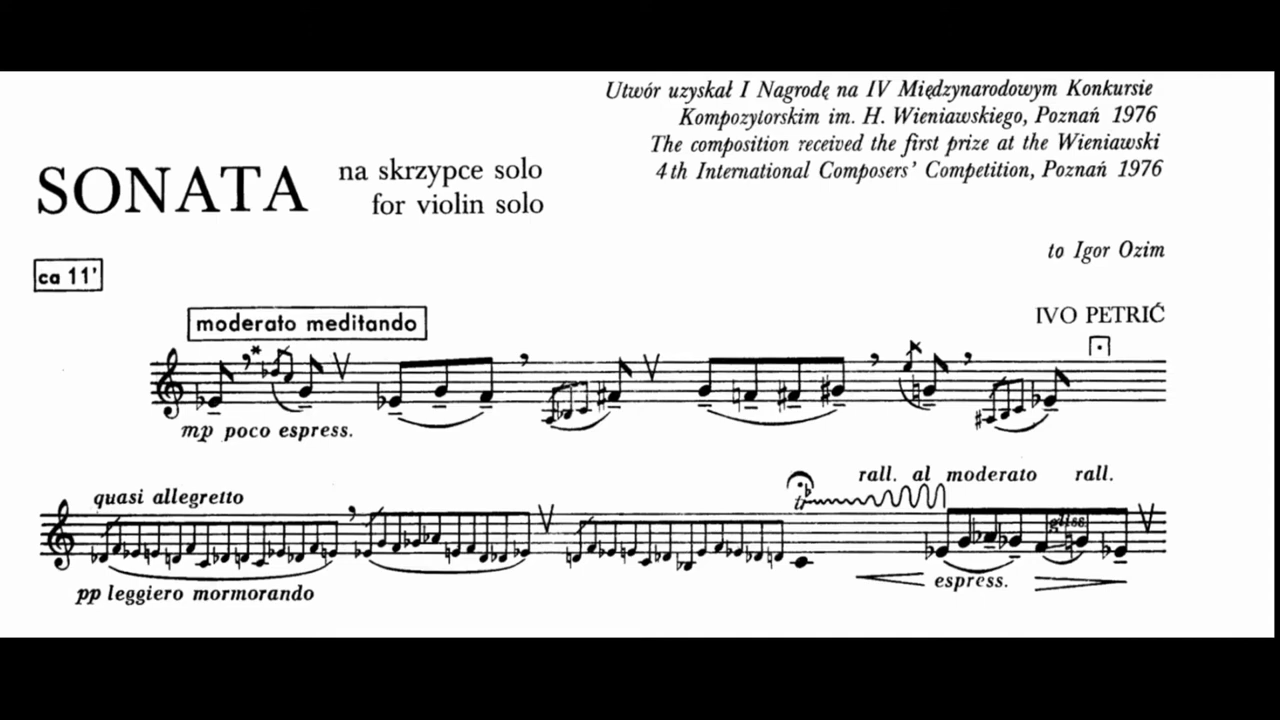 Utwór uzyskał I Nagrodę na IV Międzynarodowym Konkursie
Kompozytorskim im. H. Wieniawskiego, Poznań 1976
The composition received the first prize at the Wieniawski
4th International Composers' Competition, Poznań 1976
SONATA
na skrzypce solo
for violin solo
to Igor Ozim
ca 11'
IVO PETRIĆ
moderato meditando
*
mp poco espress.
rall. al moderato rall.
quasi allegretto
tr
gliss.
pp leggiero mormorando
espress.